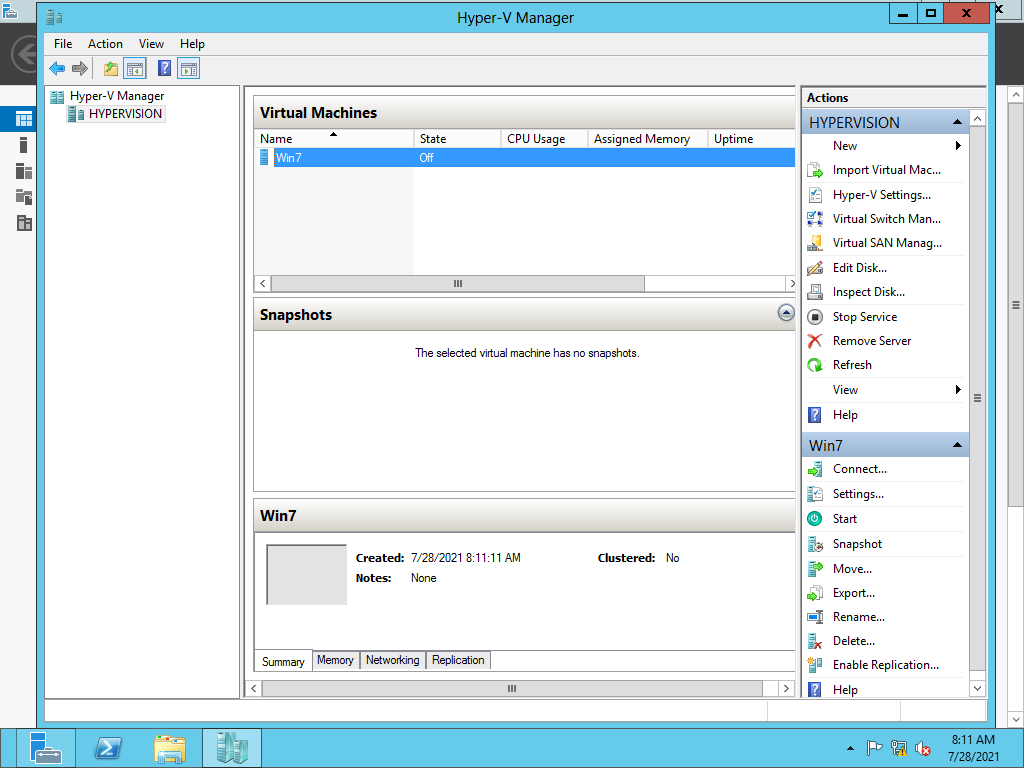 Hyper-V Manager
File Action View Help
Hyper-V Manager
HYPERVISION
Virtual Machines
Name State CPU Usage Assigned Memory Uptime
Win7 Off
Snapshots
The selected virtual machine has no snapshots.
Win7
Created: 7/28/2021 8:11:11 AM Clustered: No
Notes: None
Summary Memory Networking Replication
Actions
HYPERVISION
New
Import Virtual Mac...
Hyper-V Settings...
Virtual Switch Man...
Virtual SAN Manag...
Edit Disk...
Inspect Disk...
Stop Service
Remove Server
Refresh
View
Help
Win7
Connect...
Settings...
Start
Snapshot
Move...
Export...
Rename...
Delete...
Enable Replication...
Help
8:11 AM
7/28/2021